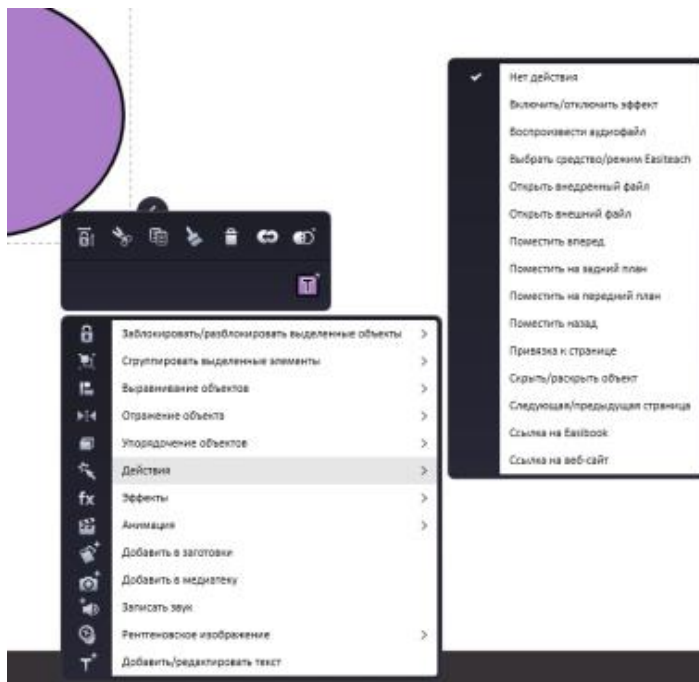 Нет действия
Включить/отключить эффект
Воспроизвести аудиофайл
Выбрать средство/режим Easiteach
Открыть внедренный файл
Открыть внешний файл
Поместить вперед
Поместить на задний план
Поместить на передний план
Поместить назад
Привязка к странице
Скрыть/раскрыть объект
Следующая/предыдущая страница
Ссылка на Easibook
Ссылка на веб-сайт
T
Заблокировать/разблокировать выделенные объекты
Сгруппировать выделенные элементы
Выравнивание объектов
Отражение объекта
Упорядочение объектов
Действия
fx Эффекты
Анимация
Добавить в заготовки
Добавить в медиатеку
Записать звук
Рентгеновское изображение
T+ Добавить/редактировать текст